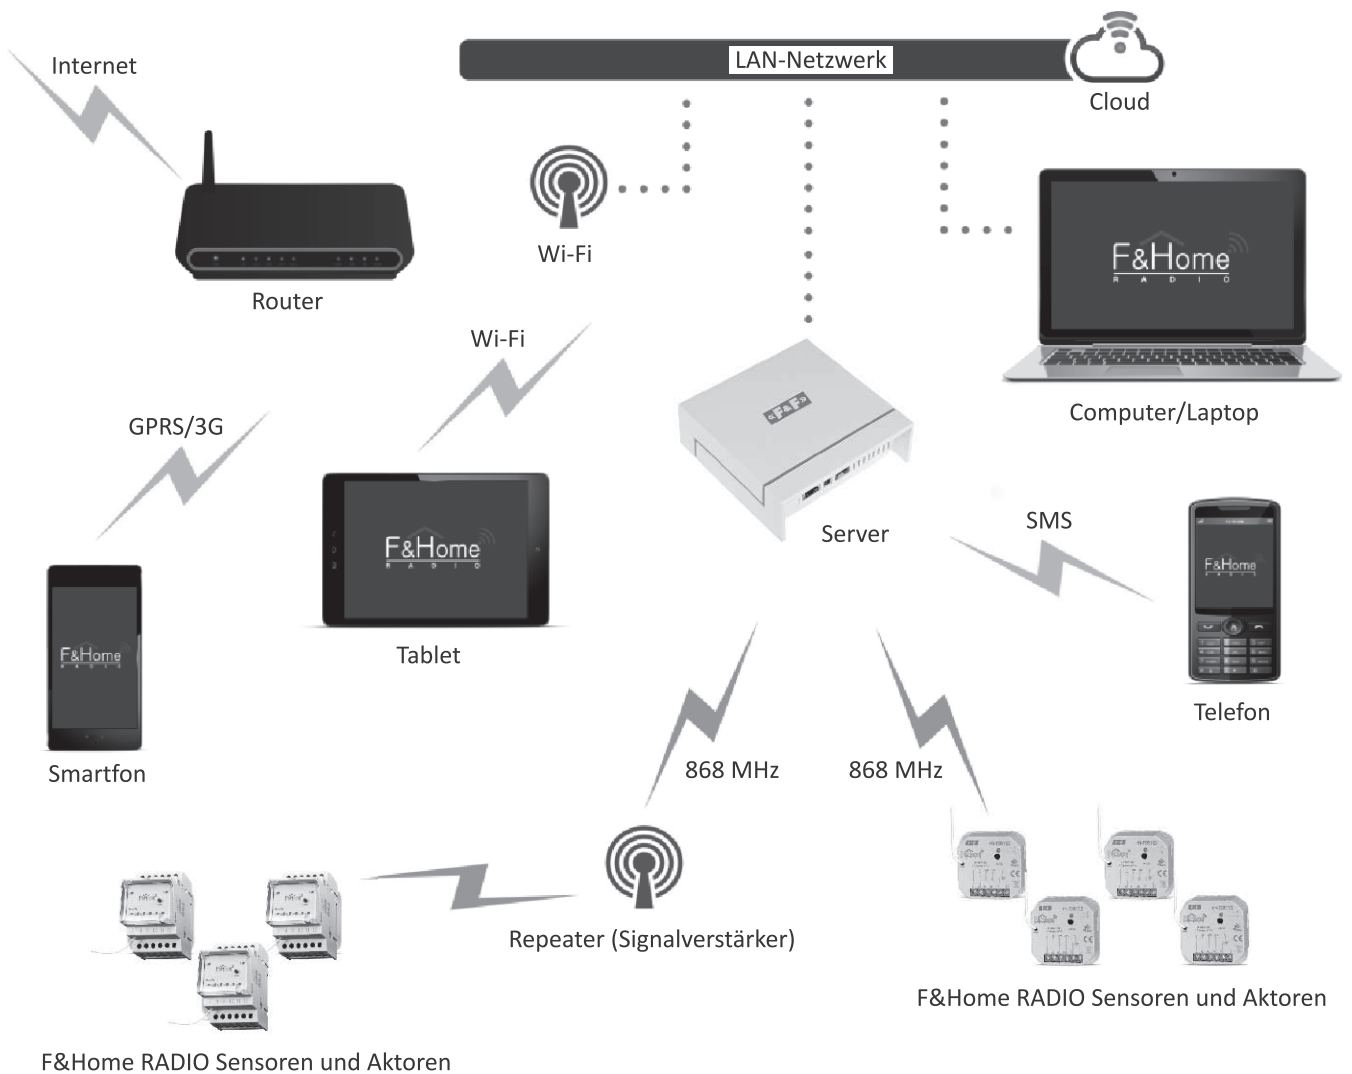 Internet
LAN-Netzwerk
Cloud
Wi-Fi
Router
F&Home
RADIO
Wi-Fi
GPRS/3G
«F&F»
Computer/Laptop
Server
SMS
F&Home
RADIO
F&Home
F&Home
RADIO
Tablet
Telefon
Smartfon
868 MHz
868 MHz
Repeater (Signalverstärker)
F&Home RADIO Sensoren und Aktoren
F&Home RADIO Sensoren und Aktoren